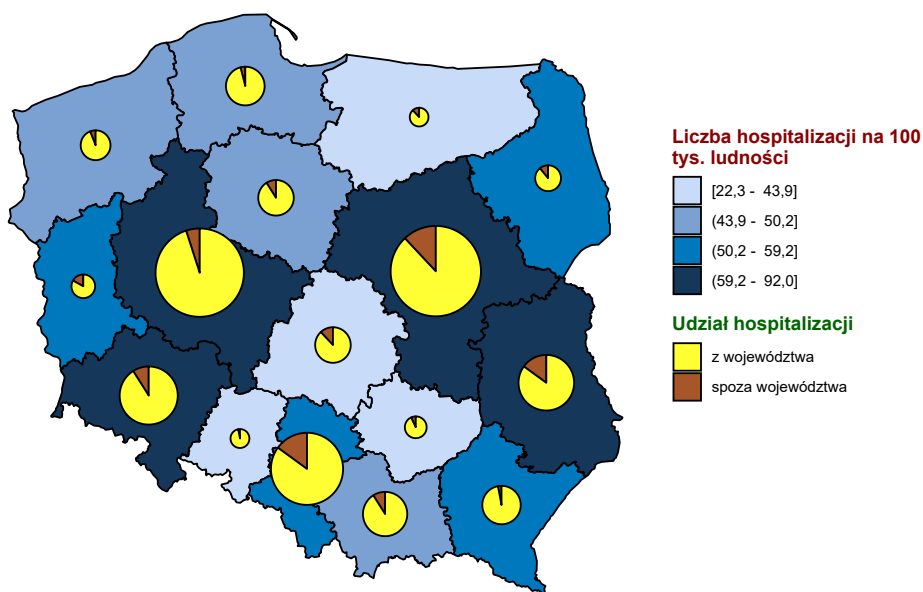 Liczba hospitalizacji na 100
tys. ludności
[22,3 - 43,9]
(43,9 - 50,2]
(50,2 - 59,2]
(59,2 - 92,0]
Udział hospitalizacji
z województwa
spoza województwa